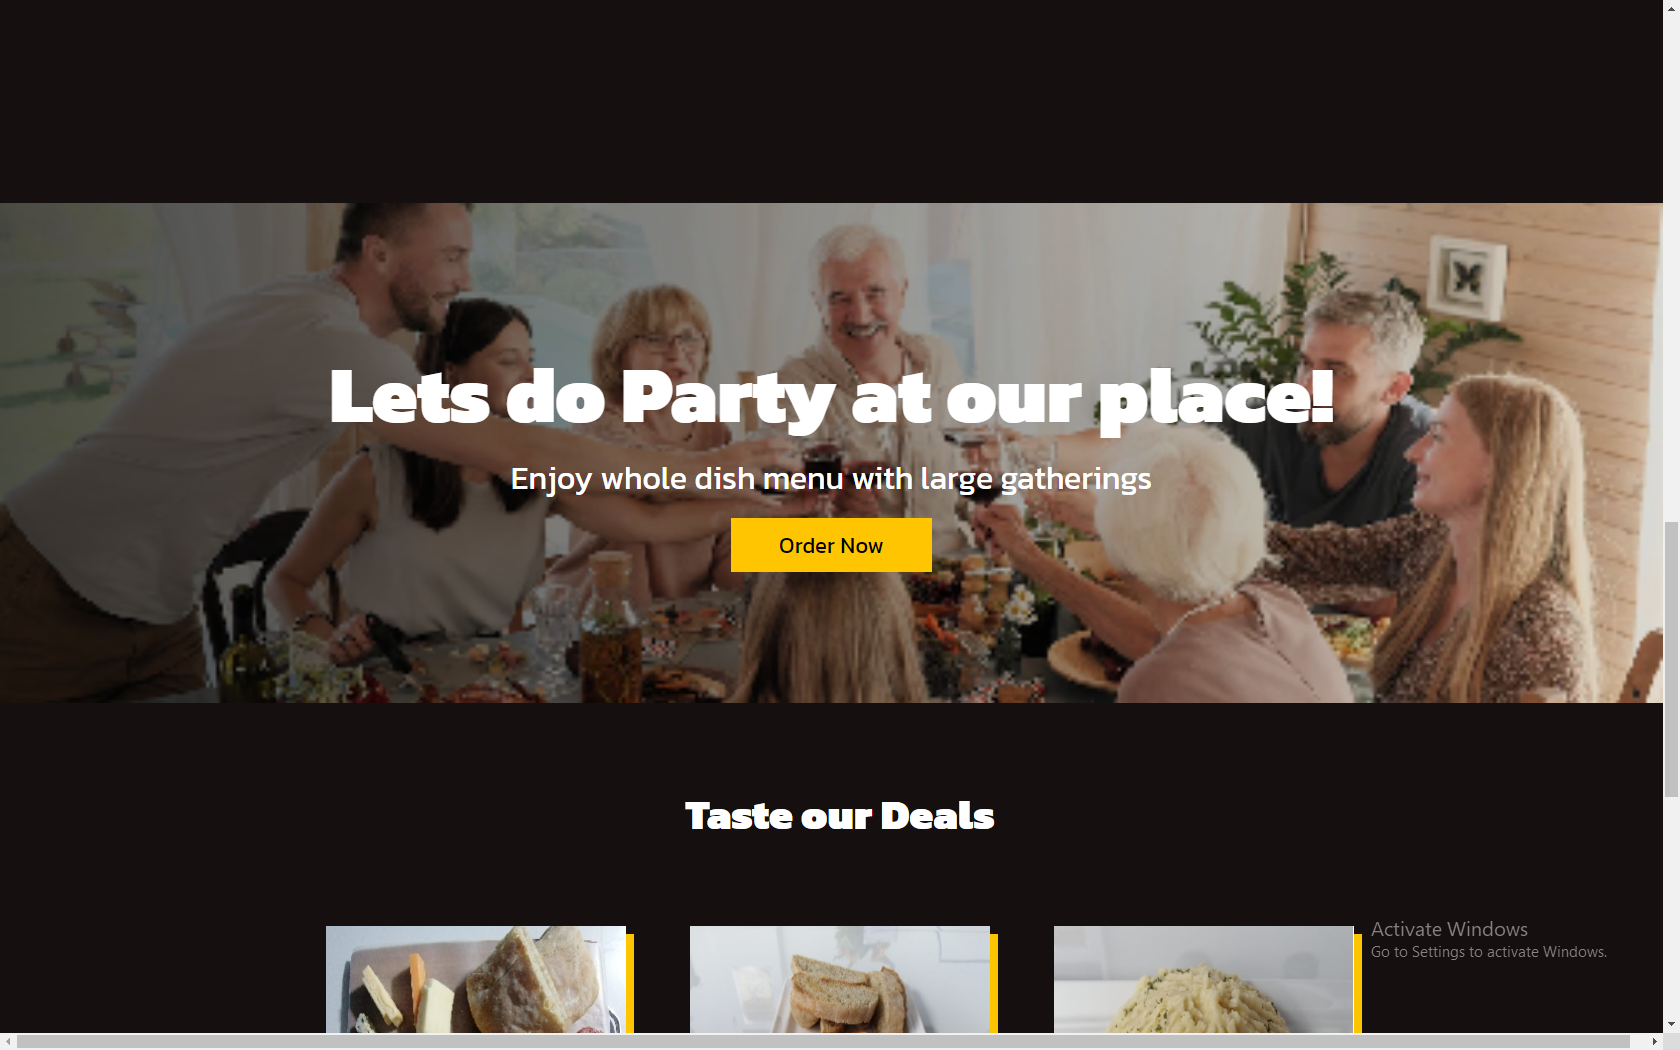 Lets do Party at our place!
Enjoy whole dish menu with large gatherings
Order Now
Taste our Deals
Activate Windows
Go to Settings to activate Windows.